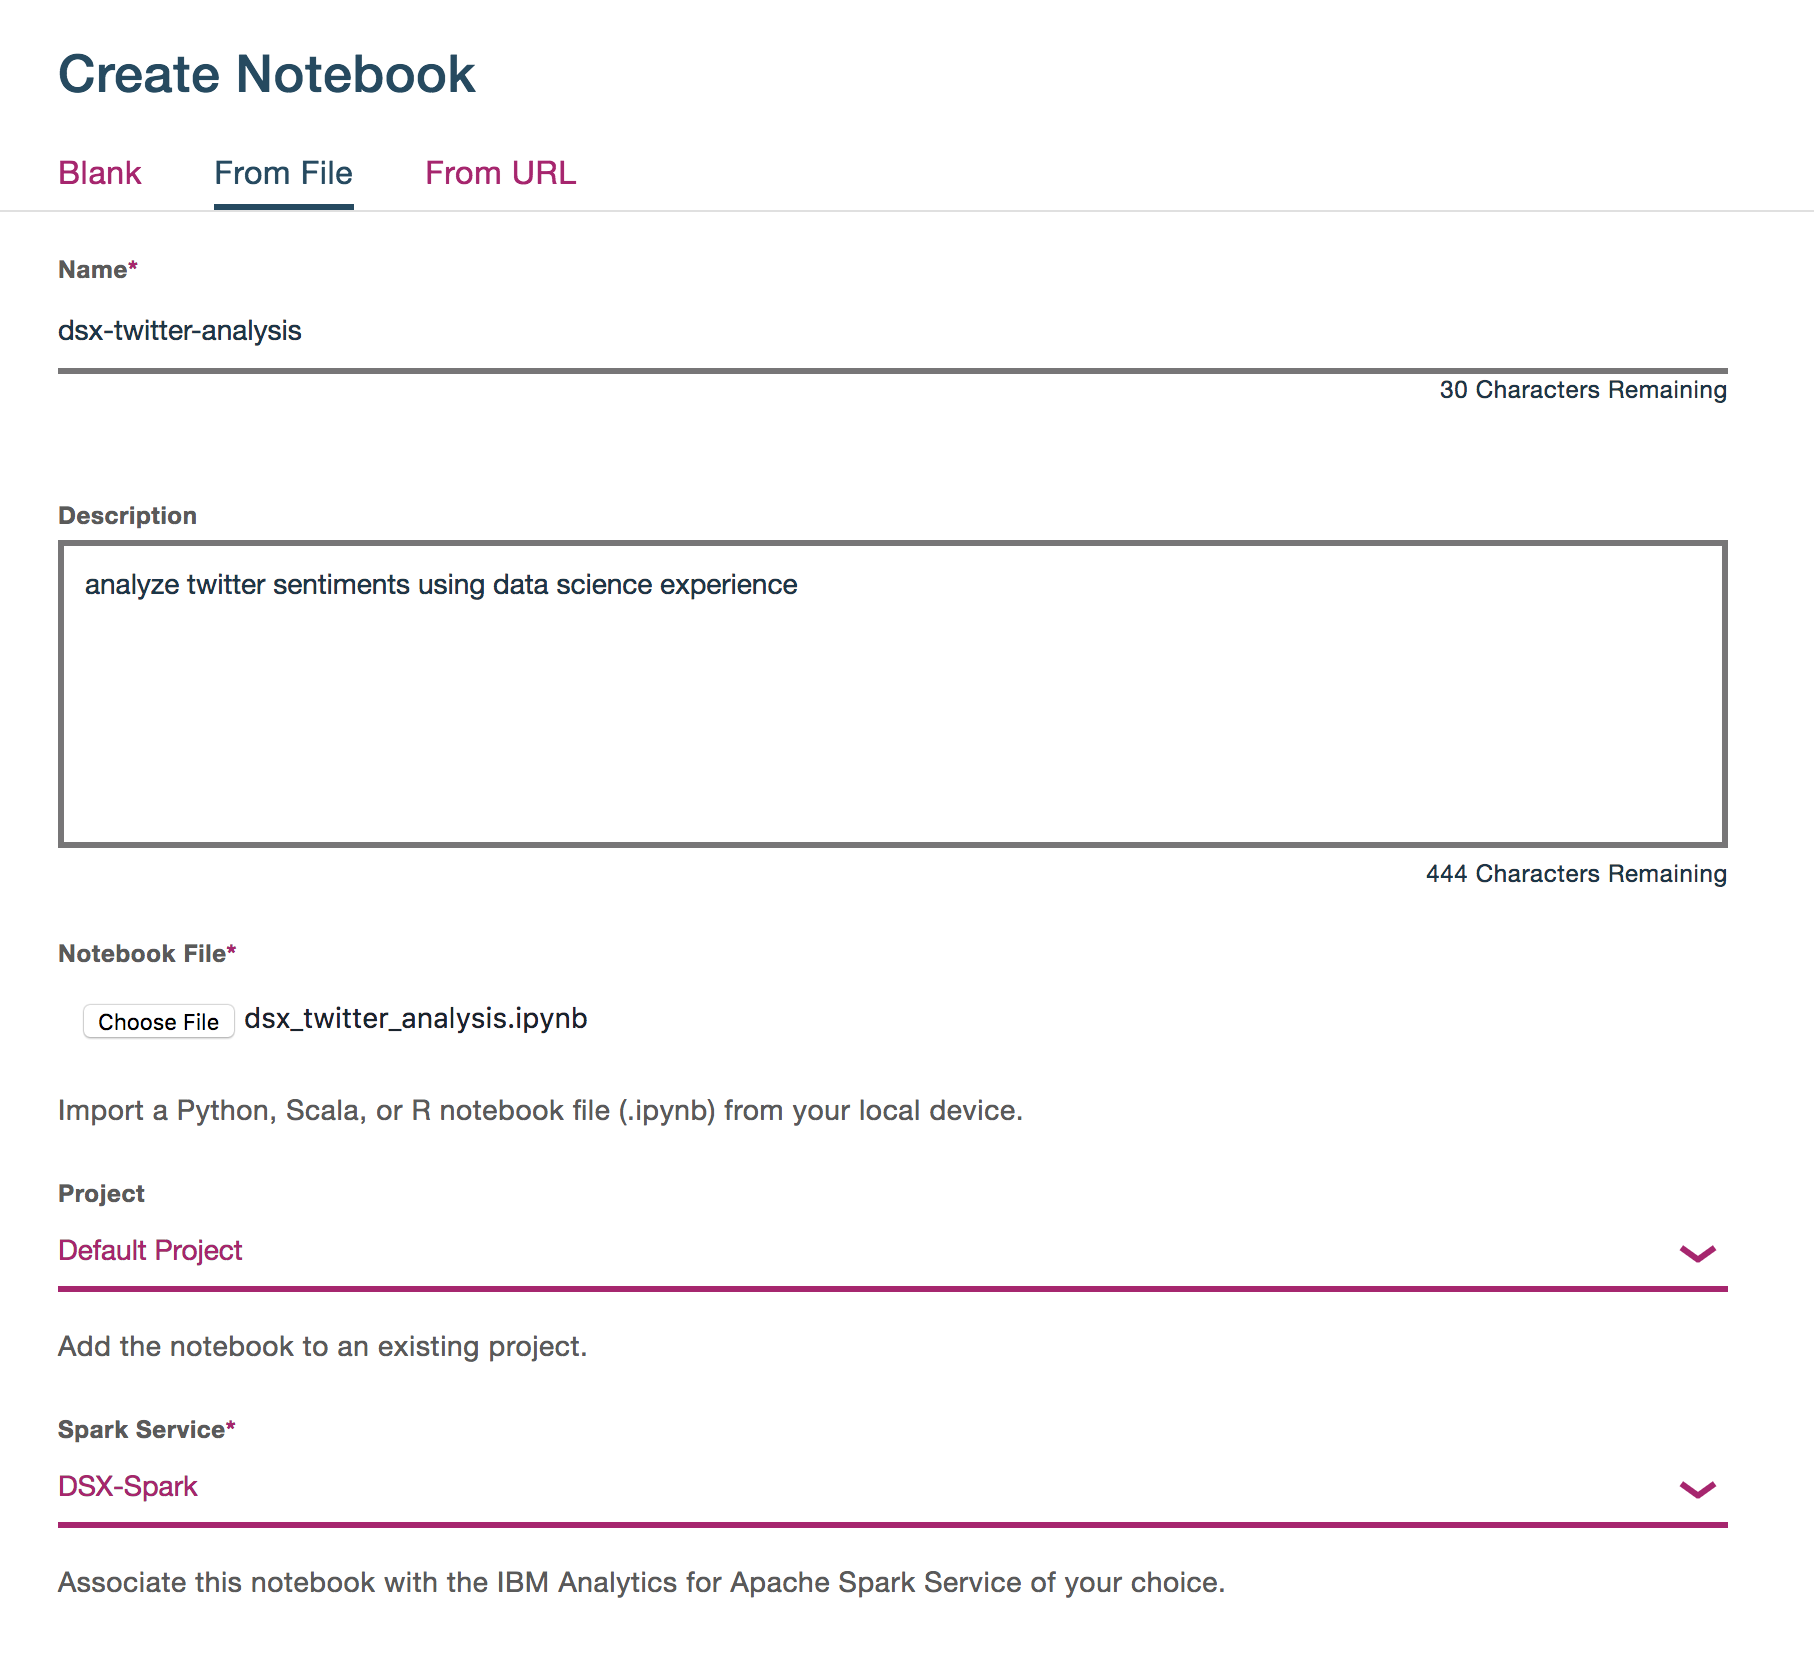 Create Notebook
Blank From File From URL
Name*
dsx-twitter-analysis
30 Characters Remaining
Description
analyze twitter sentiments using data science experience
444 Characters Remaining
Notebook File*
Choose File dsx_twitter_analysis.ipynb
Import a Python, Scala, or R notebook file (.ipynb) from your local device.
Project
Default Project
Add the notebook to an existing project.
Spark Service*
DSX-Spark
Associate this notebook with the IBM Analytics for Apache Spark Service of your choice.